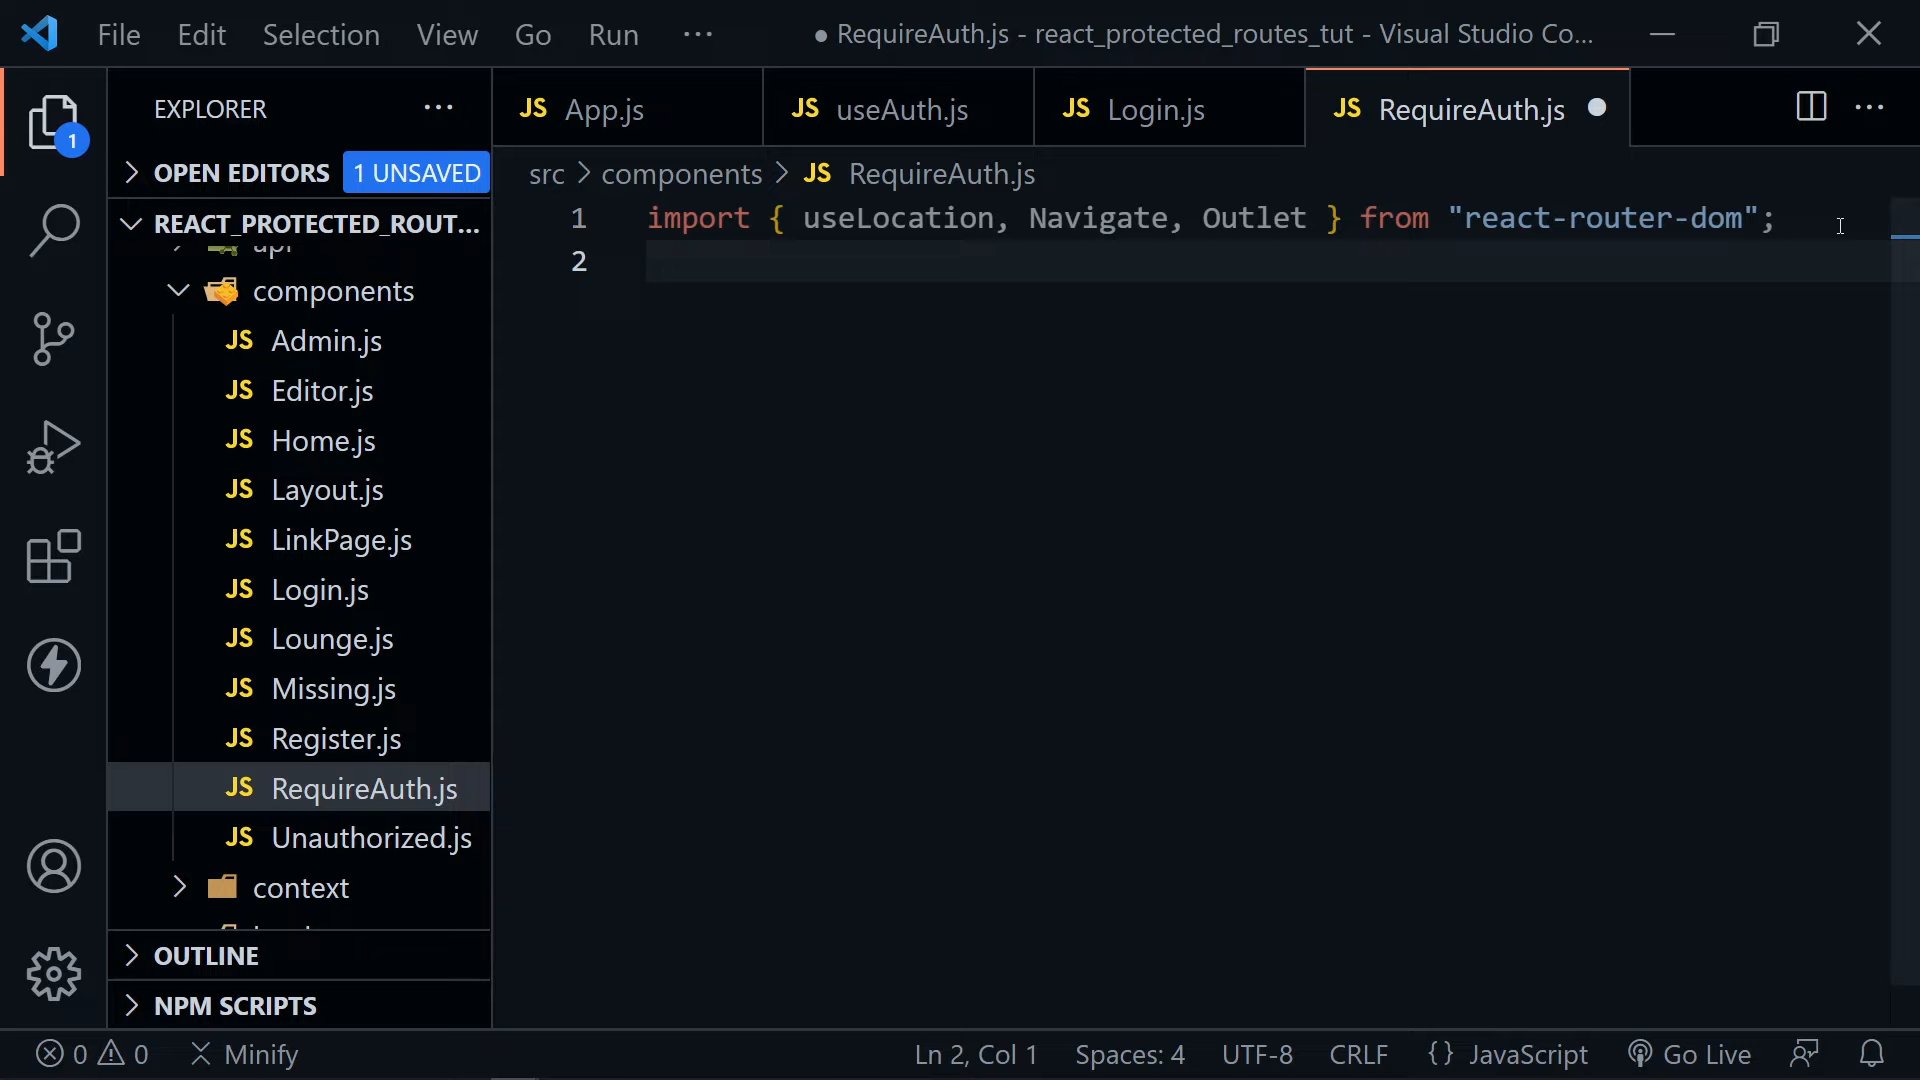 File Edit Selection View Go Run ··· ● RequireAuth.js - react_protected_routes_tut - Visual Studio Co...
EXPLORER ···
1
OPEN EDITORS 1 UNSAVED
REACT_PROTECTED_ROUT...
api
components
JS Admin.js
JS Editor.js
JS Home.js
JS Layout.js
JS LinkPage.js
JS Login.js
JS Lounge.js
JS Missing.js
JS Register.js
JS RequireAuth.js
JS Unauthorized.js
context
OUTLINE
NPM SCRIPTS
JS App.js JS useAuth.js JS Login.js JS RequireAuth.js ●
src > components > JS RequireAuth.js
1 import { useLocation, Navigate, Outlet } from "react-router-dom";
2
0 0 Minify Ln 2, Col 1 Spaces: 4 UTF-8 CRLF {} JavaScript Go Live